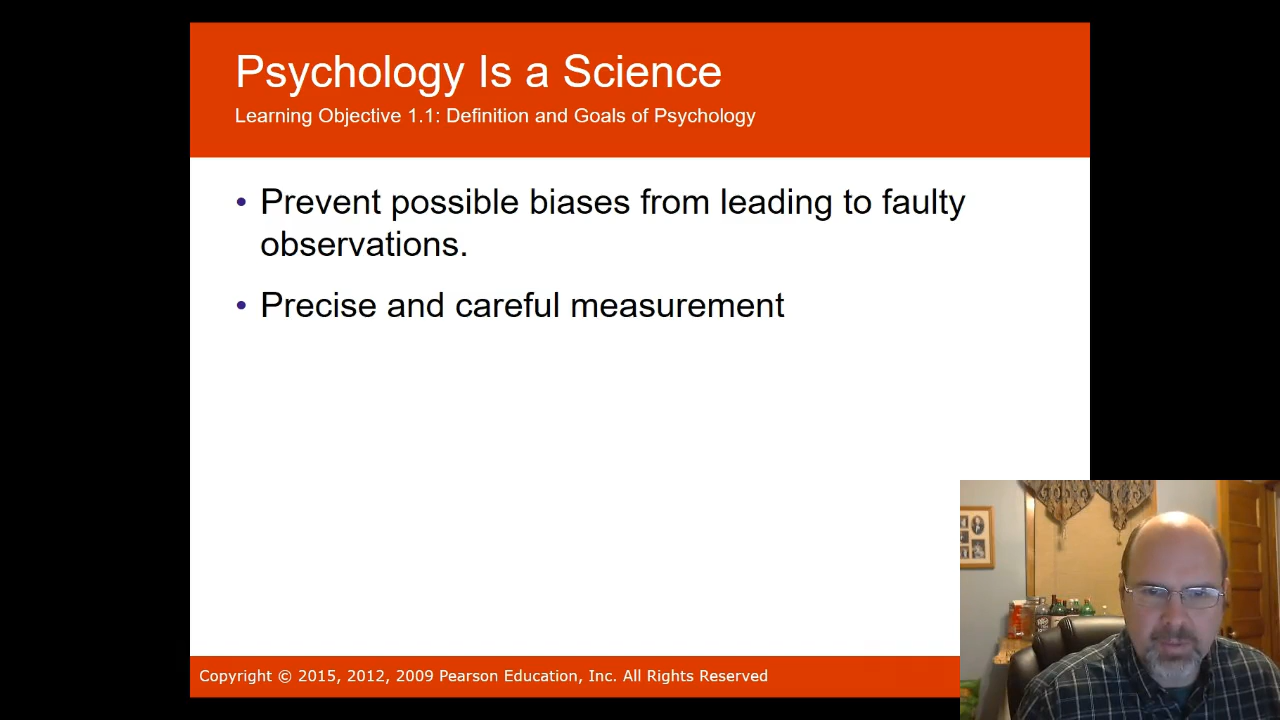 Psychology Is a Science
Learning Objective 1.1: Definition and Goals of Psychology
• Prevent possible biases from leading to faulty
observations.
• Precise and careful measurement
Copyright © 2015, 2012, 2009 Pearson Education, Inc. All Rights Reserved